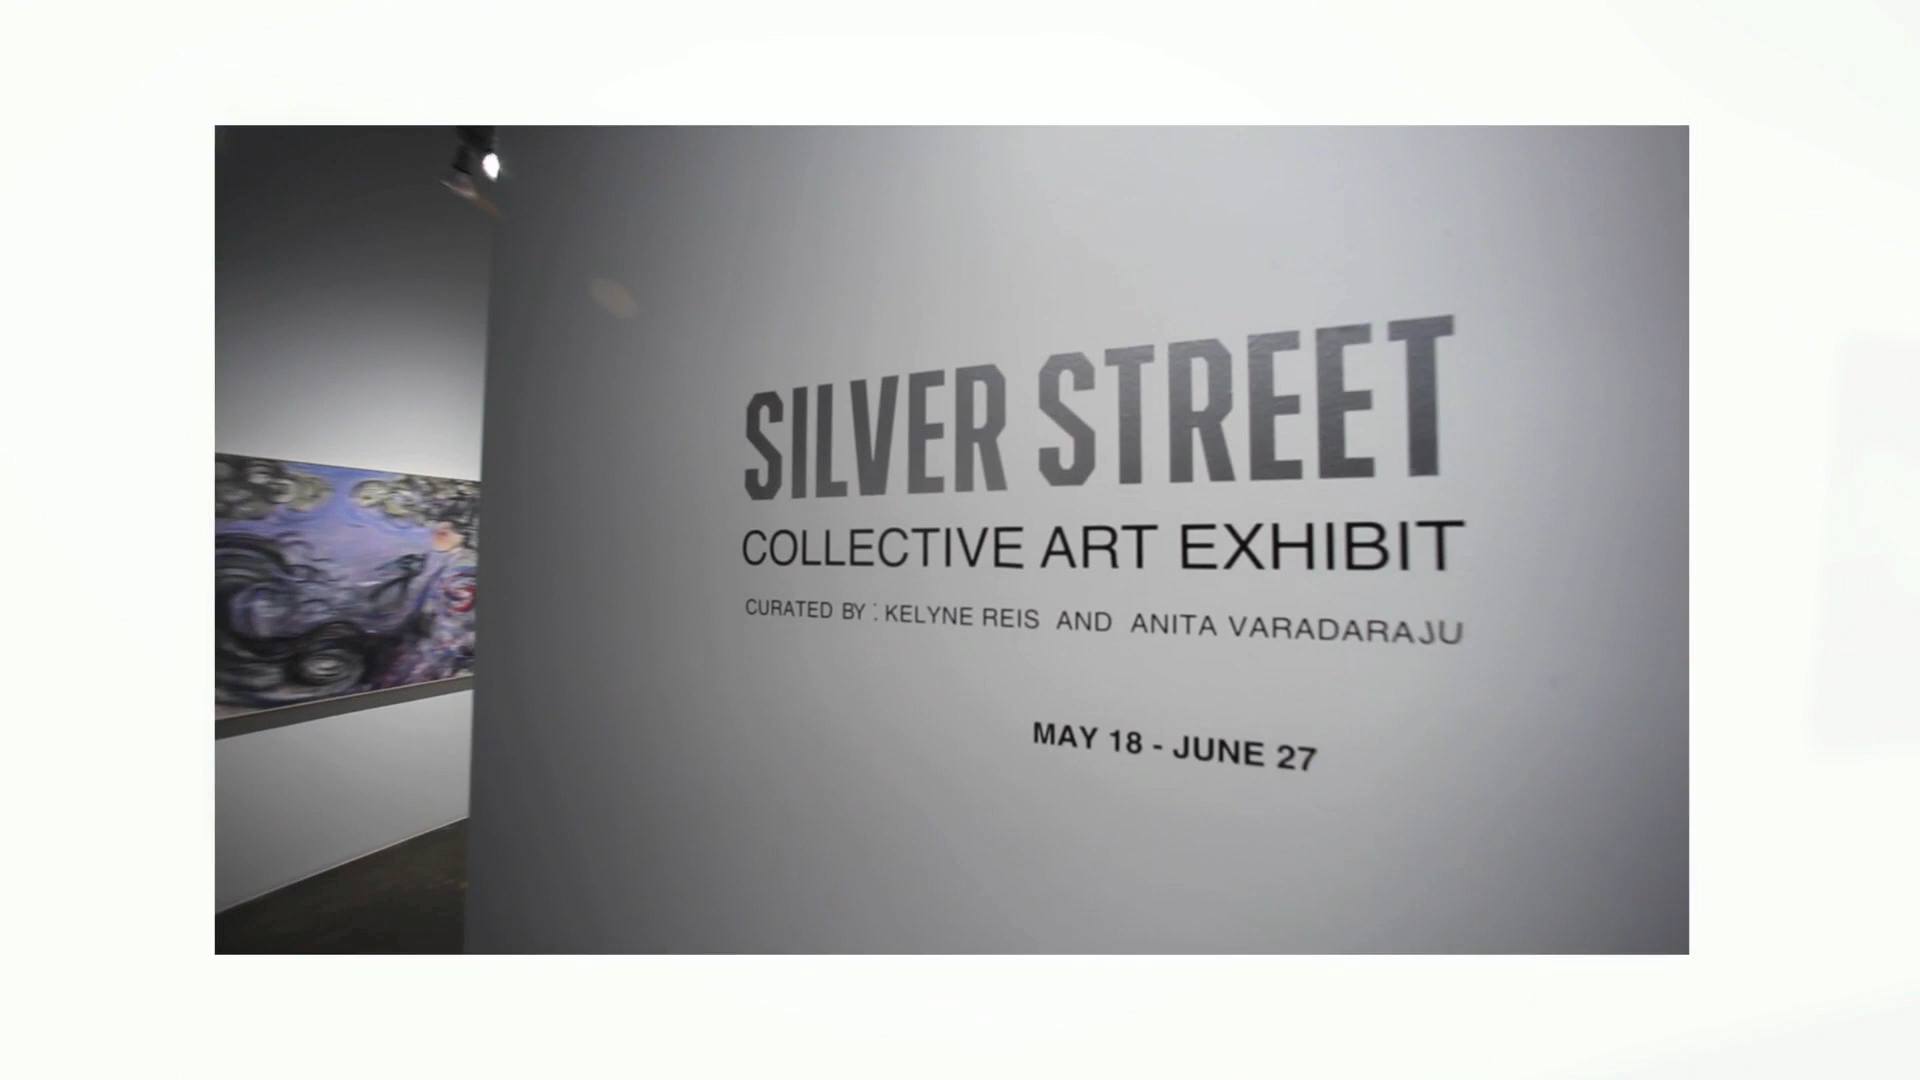 SILVER STREET
COLLECTIVE ART EXHIBIT
CURATED BY : KELYNE REIS AND ANITA VARADARAJU
MAY 18 - JUNE 27